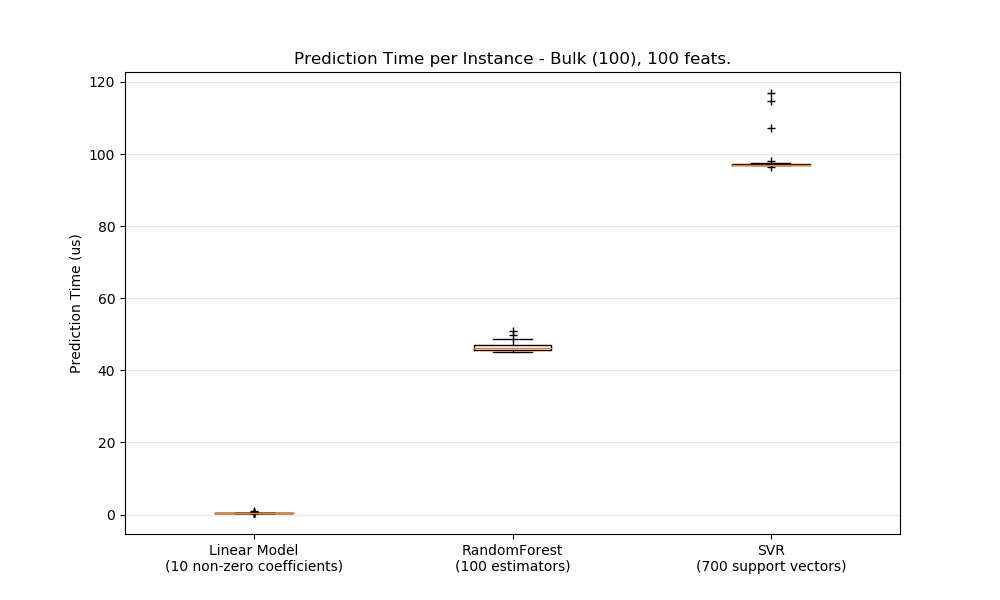 Prediction Time per Instance - Bulk (100), 100 feats.
120
100
80
60
40
20
0
Prediction Time (us)
Linear Model
(10 non-zero coefficients)
RandomForest
(100 estimators)
SVR
(700 support vectors)